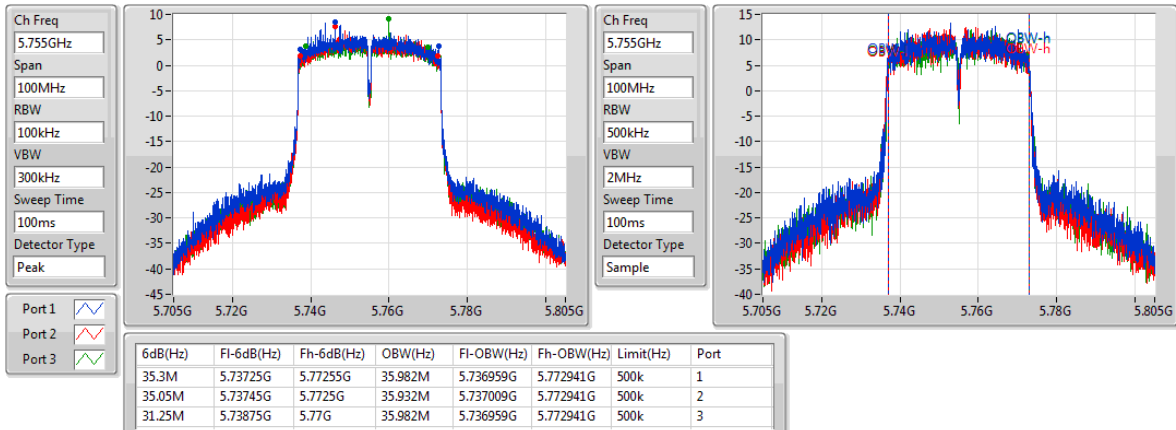 Ch Freq
5.755GHz
Span
100MHz
RBW
100kHz
VBW
300kHz
Sweep Time
100ms
Detector Type
Peak
10
5
0
-5
-10
-15
-20
-25
-30
-35
-40
-45
5.705G 5.72G 5.74G 5.76G 5.78G 5.805G
Ch Freq
5.755GHz
Span
100MHz
RBW
500kHz
VBW
2MHz
Sweep Time
100ms
Detector Type
Sample
15
10
5
0
-5
-10
-15
-20
-25
-30
-35
-40
OBW-h
OBW-h
5.705G 5.72G 5.74G 5.76G 5.78G 5.805G
Port 1
Port 2
Port 3
6dB(Hz) Fl-6dB(Hz) Fh-6dB(Hz) OBW(Hz) Fl-OBW(Hz) Fh-OBW(Hz) Limit(Hz) Port
35.3M 5.73725G 5.77255G 35.982M 5.736959G 5.772941G 500k 1
35.05M 5.73745G 5.7725G 35.932M 5.737009G 5.772941G 500k 2
31.25M 5.73875G 5.77G 35.982M 5.736959G 5.772941G 500k 3